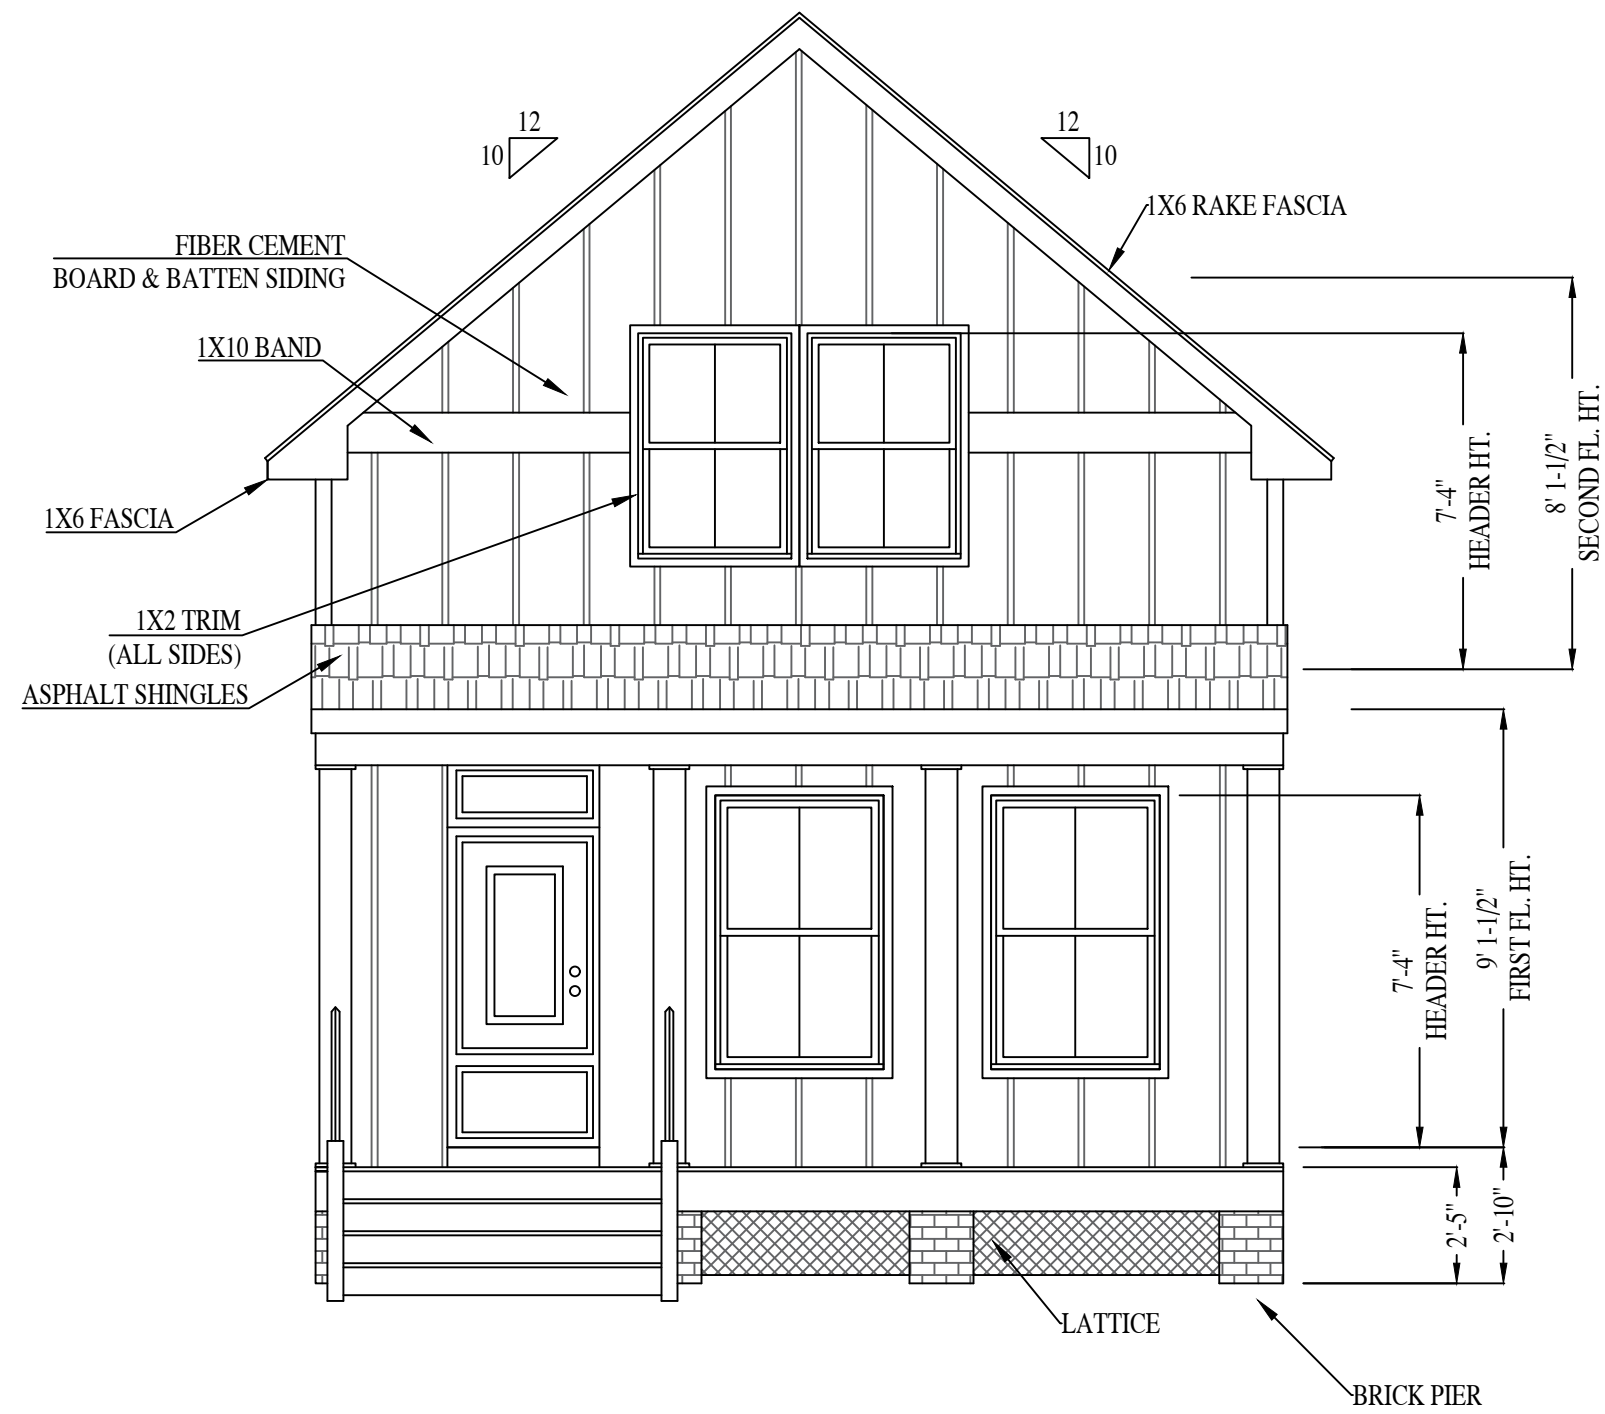 12
10
12
10
1X6 RAKE FASCIA
FIBER CEMENT
BOARD & BATTEN SIDING
1X10 BAND
1X6 FASCIA
1X2 TRIM
(ALL SIDES)
ASPHALT SHINGLES
7'-4"
HEADER HT.
8' 1-1/2"
SECOND FL. HT.
7'-4"
HEADER HT.
9' 1-1/2"
FIRST FL. HT.
2'-5"
2'-10"
LATTICE
BRICK PIER